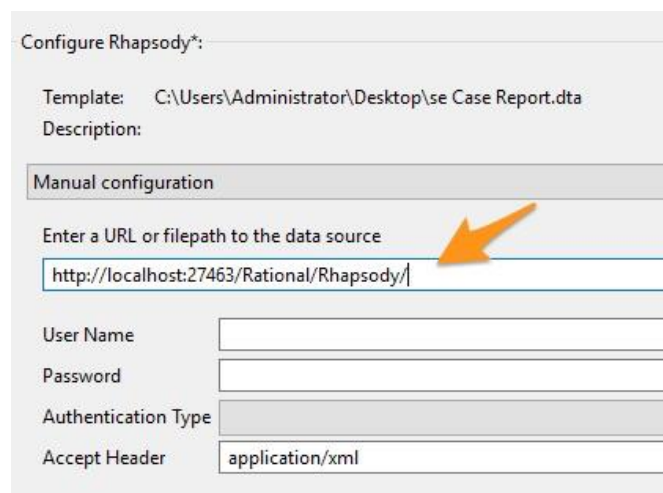 Configure Rhapsody*:
Template: C:\Users\Administrator\Desktop\se Case Report.dta
Description:
Manual configuration
Enter a URL or filepath to the data source
http://localhost:27463/Rational/Rhapsody/
User Name
Password
Authentication Type
Accept Header application/xml